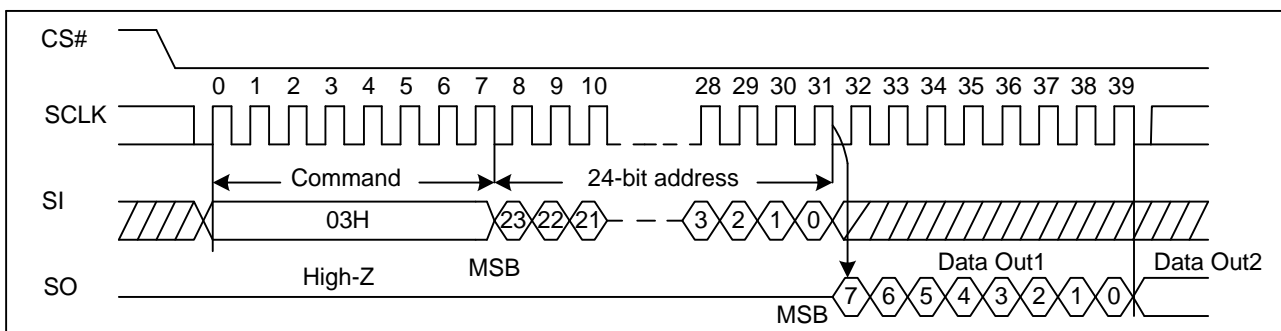 CS#
0 1 2 3 4 5 6 7 8 9 10 28 29 30 31 32 33 34 35 36 37 38 39
SCLK
Command 24-bit address
SI
03H 23 22 21 3 2 1 0
High-Z MSB Data Out1 Data Out2
SO
MSB 7 6 5 4 3 2 1 0